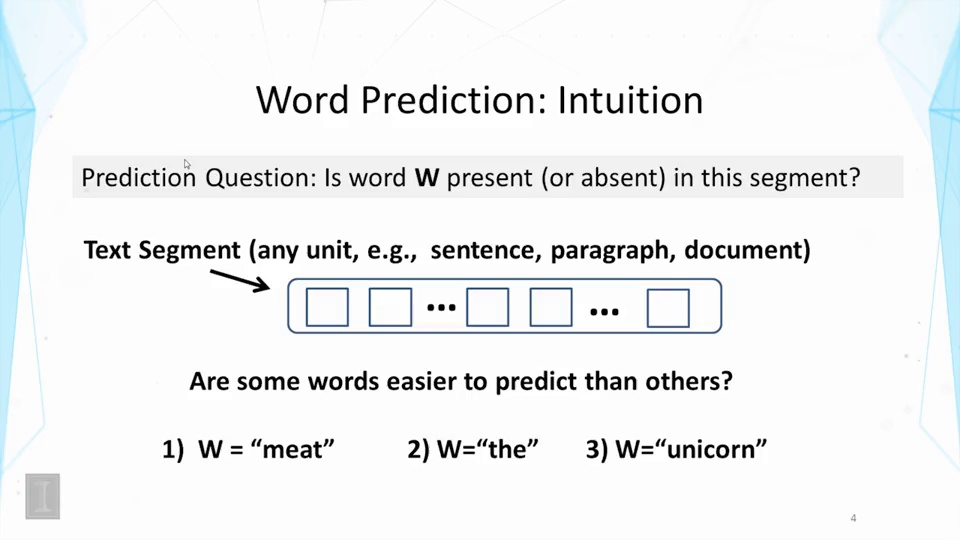 Word Prediction: Intuition
Prediction Question: Is word W present (or absent) in this segment?
Text Segment (any unit, e.g., sentence, paragraph, document)
... ...
Are some words easier to predict than others?
1) W = “meat” 2) W=“the” 3) W=“unicorn”
I
4